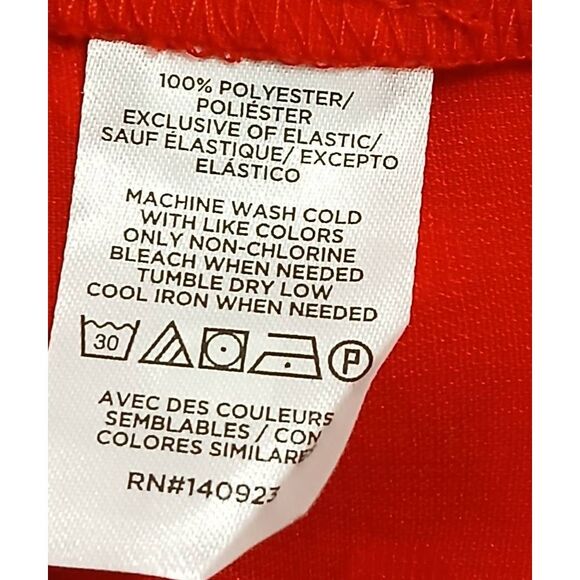 100% POLYESTER/
POLIÉSTER
EXCLUSIVE OF ELASTIC/
SAUF ÉLASTIQUE/ EXCEPTO
ELÁSTICO
MACHINE WASH COLD
WITH LIKE COLORS
ONLY NON-CHLORINE
BLEACH WHEN NEEDED
TUMBLE DRY LOW
COOL IRON WHEN NEEDED
30 P
AVEC DES COULEURS
SEMBLABLES / CON
COLORES SIMILARE
RN#140923